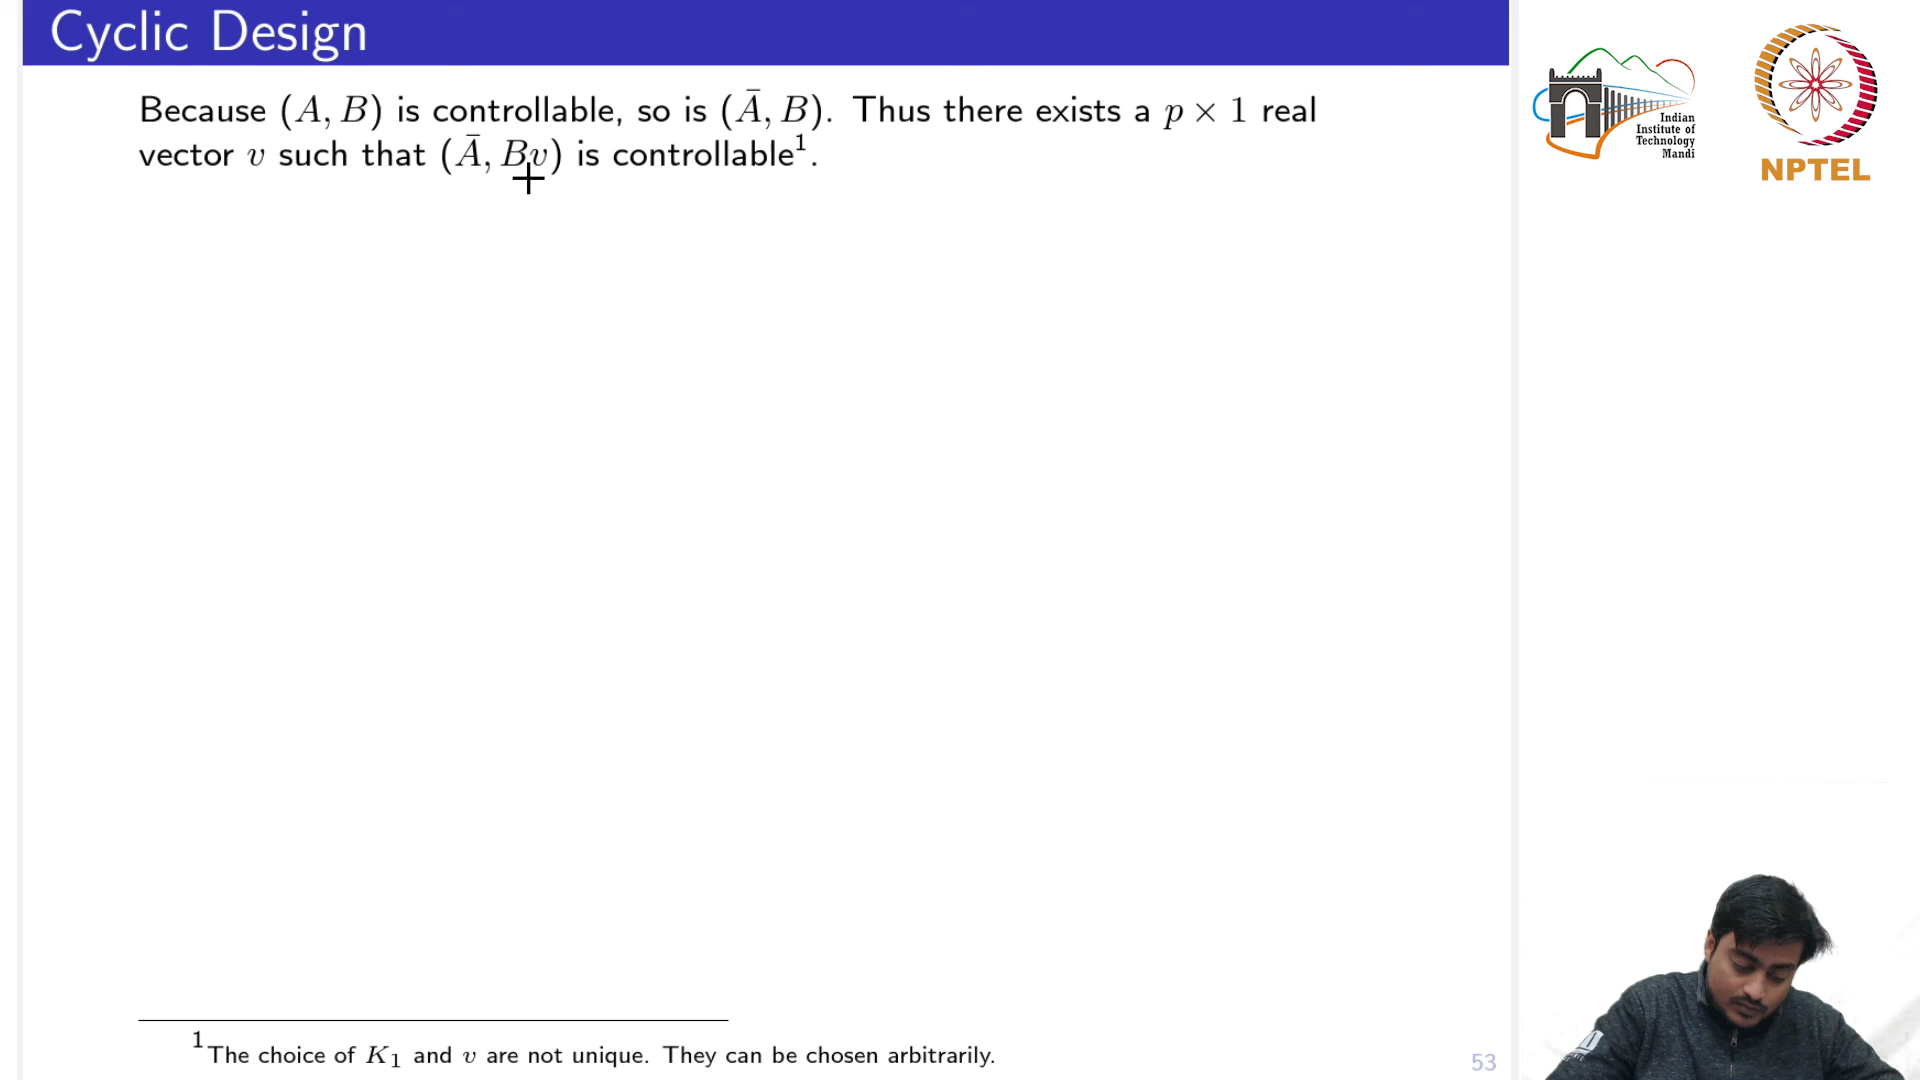 Cyclic Design
Because (A, B) is controllable, so is (Ā, B). Thus there exists a p × 1 real
vector v such that (Ā, Bv) is controllable¹.
Indian
Institute of
Technology
Mandi
NPTEL
¹The choice of K₁ and v are not unique. They can be chosen arbitrarily.
53